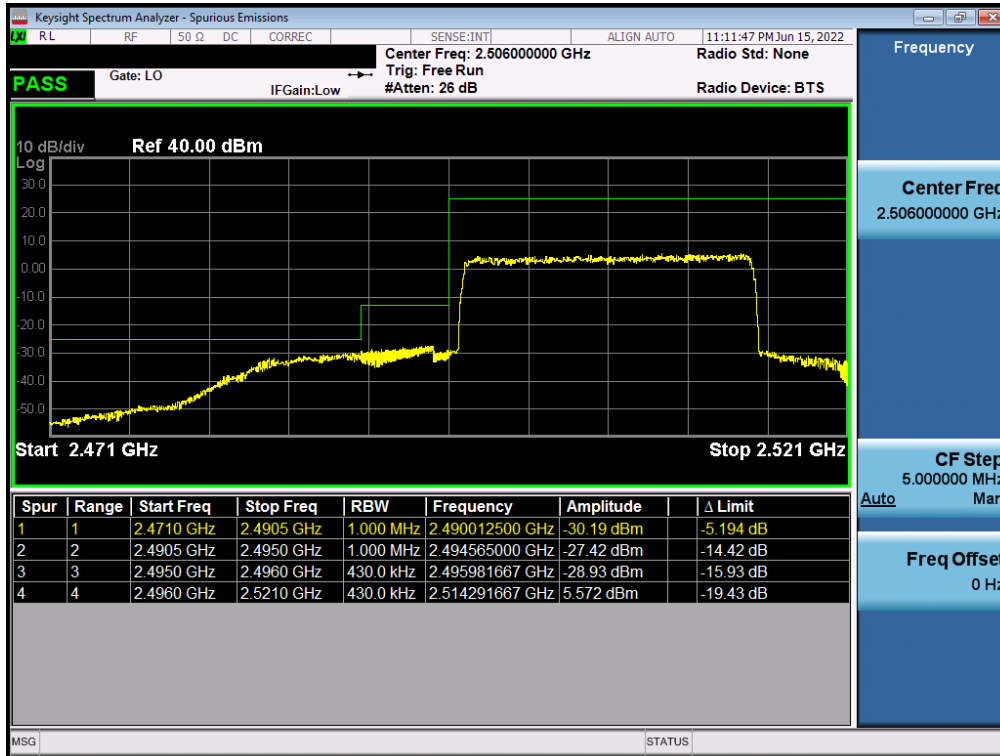 Keysight Spectrum Analyzer - Spurious Emissions
LXI RL RF 50 Ω DC CORREC SENSE:INT ALIGN AUTO 11:11:47 PM Jun 15, 2022
Center Freq: 2.506000000 GHz Radio Std: None
PASS Gate: LO Trig: Free Run
IFGain:Low #Atten: 26 dB Radio Device: BTS
10 dB/div Ref 40.00 dBm
Log
30.0
20.0
10.0
0.00
-10.0
-20.0
-30.0
-40.0
-50.0
Start 2.471 GHz Stop 2.521 GHz
Spur Range Start Freq Stop Freq RBW Frequency Amplitude Δ Limit
1 1 2.4710 GHz 2.4905 GHz 1.000 MHz 2.490012500 GHz -30.19 dBm -5.194 dB
2 2 2.4905 GHz 2.4950 GHz 1.000 MHz 2.494565000 GHz -27.42 dBm -14.42 dB
3 3 2.4950 GHz 2.4960 GHz 430.0 kHz 2.495981667 GHz -28.93 dBm -15.93 dB
4 4 2.4960 GHz 2.5210 GHz 430.0 kHz 2.514291667 GHz 5.572 dBm -19.43 dB
MSG STATUS
Frequency
Center Freq
2.506000000 GHz
CF Step
5.000000 MHz
Auto Man
Freq Offset
0 Hz